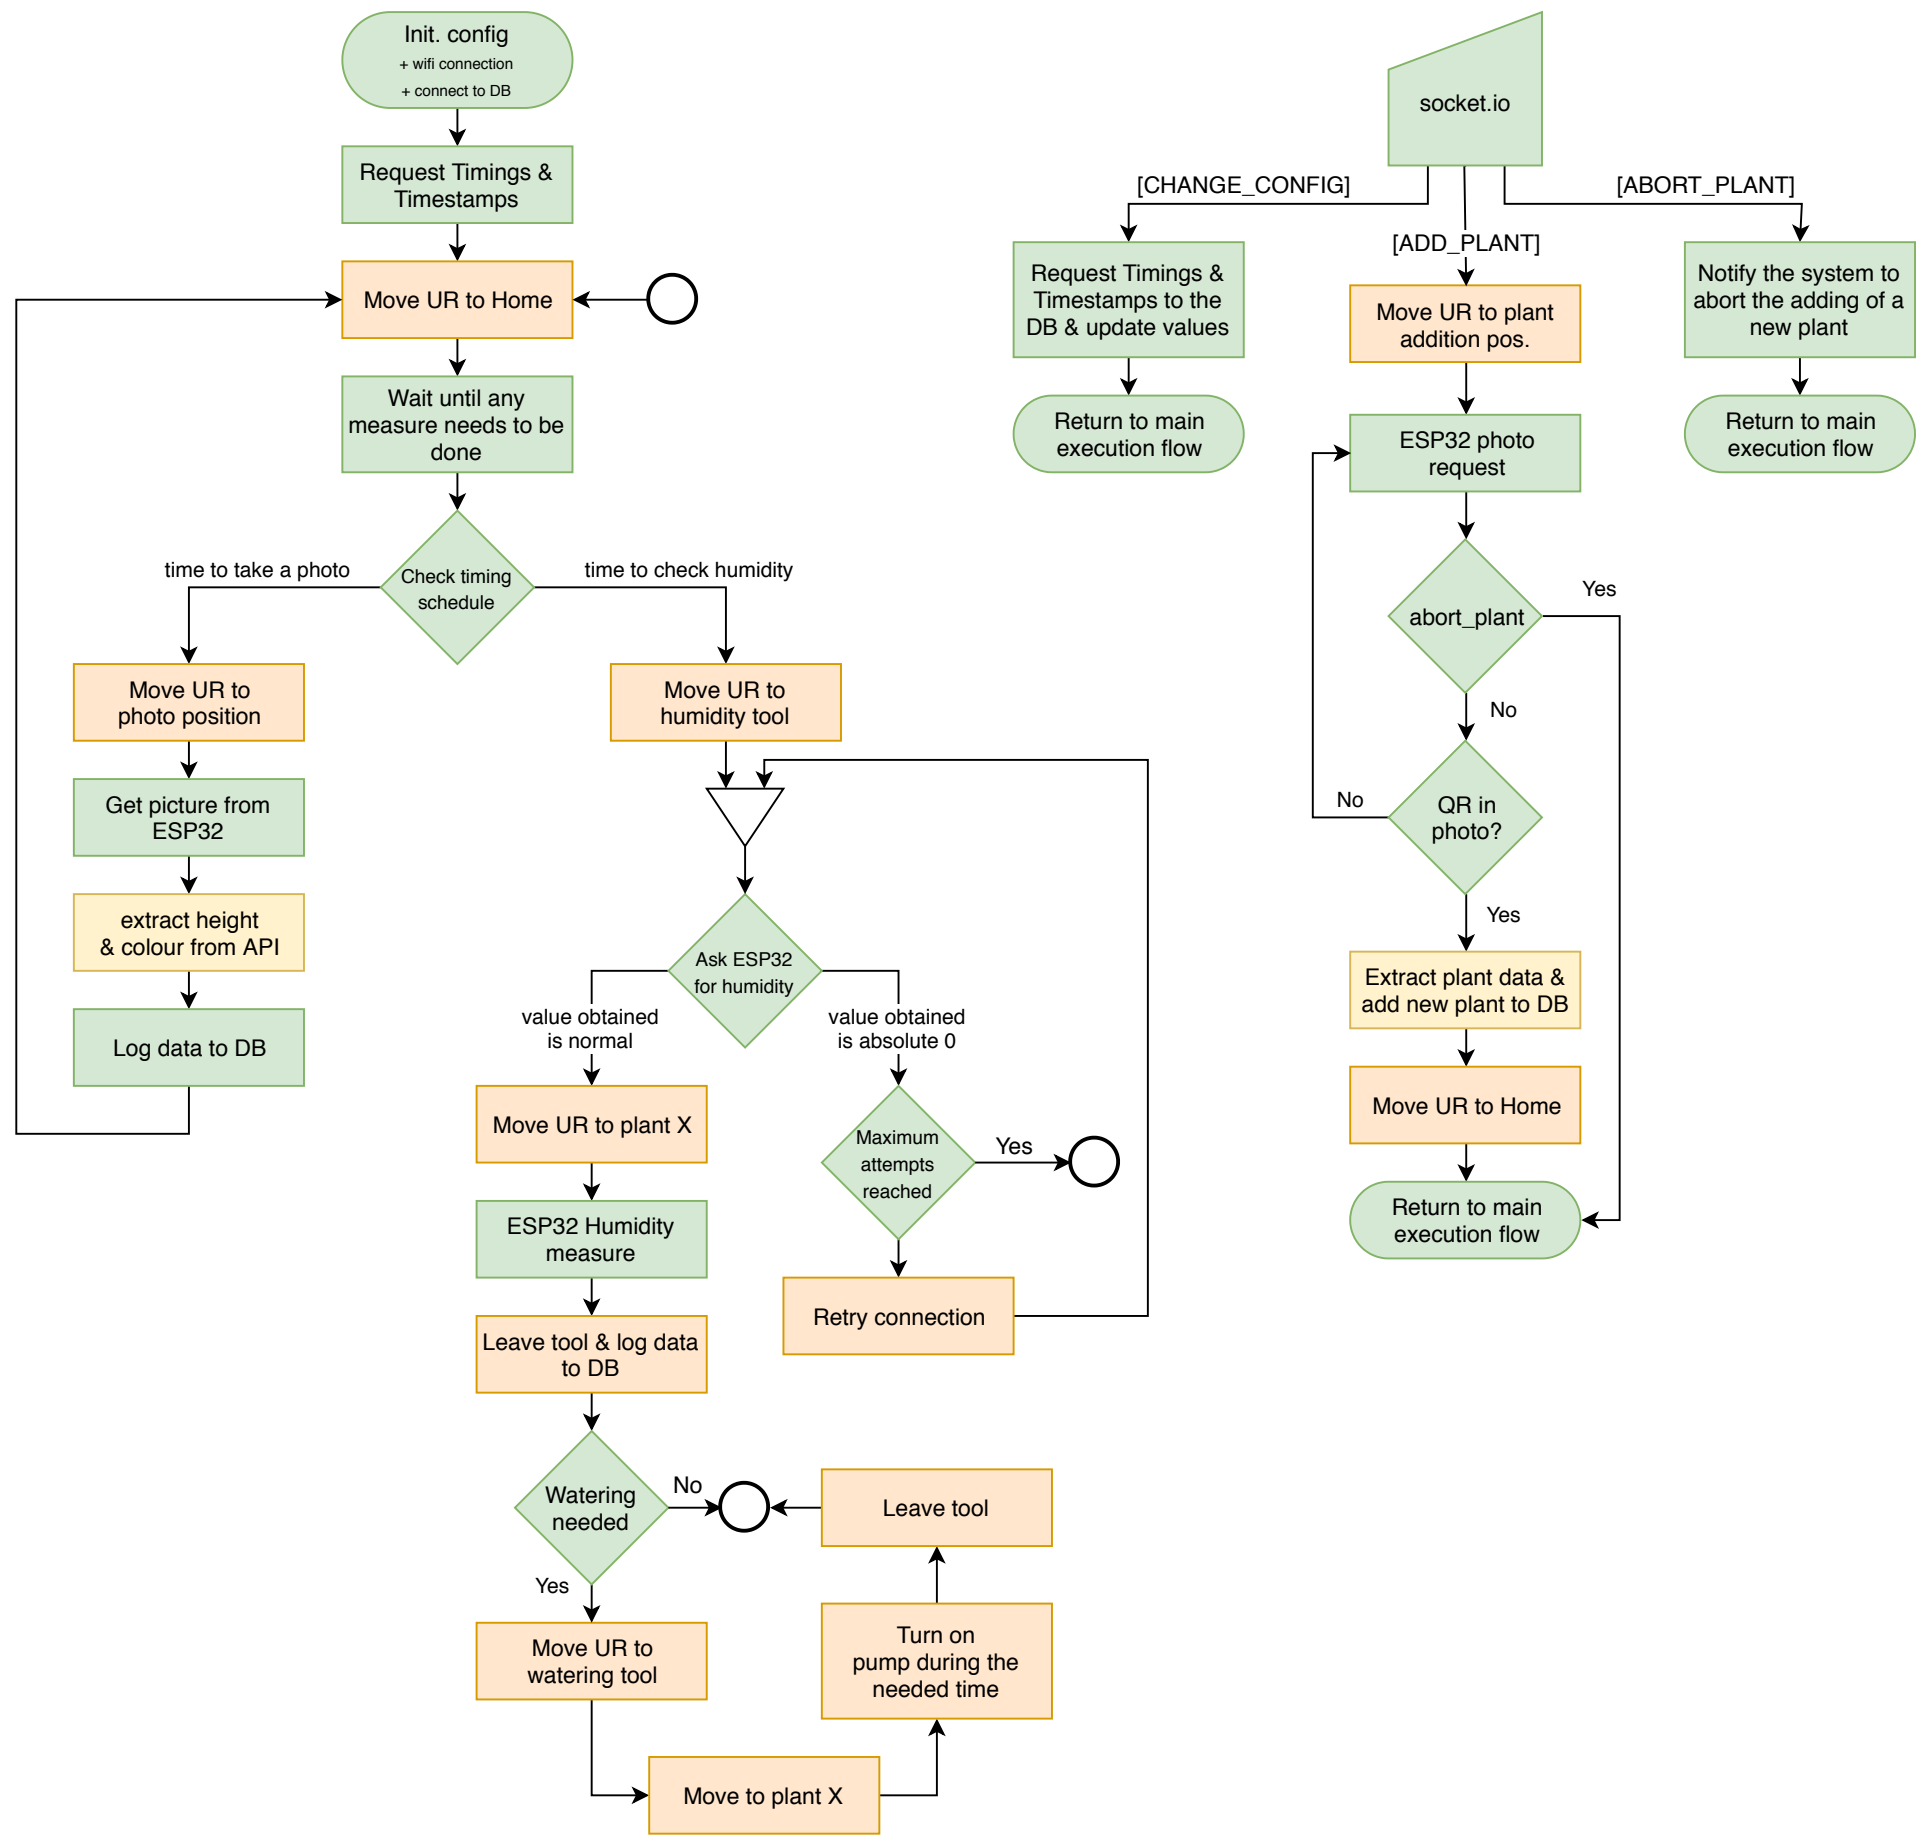 Init. config
+ wifi connection
+ connect to DB
Request Timings &
Timestamps
Move UR to Home
Wait until any
measure needs to be
done
Check timing
schedule
time to take a photo
time to check humidity
Move UR to
photo position
Get picture from
ESP32
extract height
& colour from API
Log data to DB
Move UR to
humidity tool
Ask ESP32
for humidity
value obtained
is normal
value obtained
is absolute 0
Move UR to plant X
ESP32 Humidity
measure
Leave tool & log data
to DB
Maximum
attempts
reached
Yes
Retry connection
Watering
needed
No
Yes
Move UR to
watering tool
Move to plant X
Turn on
pump during the
needed time
Leave tool
socket.io
[CHANGE_CONFIG]
[ADD_PLANT]
[ABORT_PLANT]
Request Timings &
Timestamps to the
DB & update values
Return to main
execution flow
Move UR to plant
addition pos.
ESP32 photo
request
abort_plant
Yes
No
QR in
photo?
No
Yes
Extract plant data &
add new plant to DB
Move UR to Home
Return to main
execution flow
Notify the system to
abort the adding of a
new plant
Return to main
execution flow